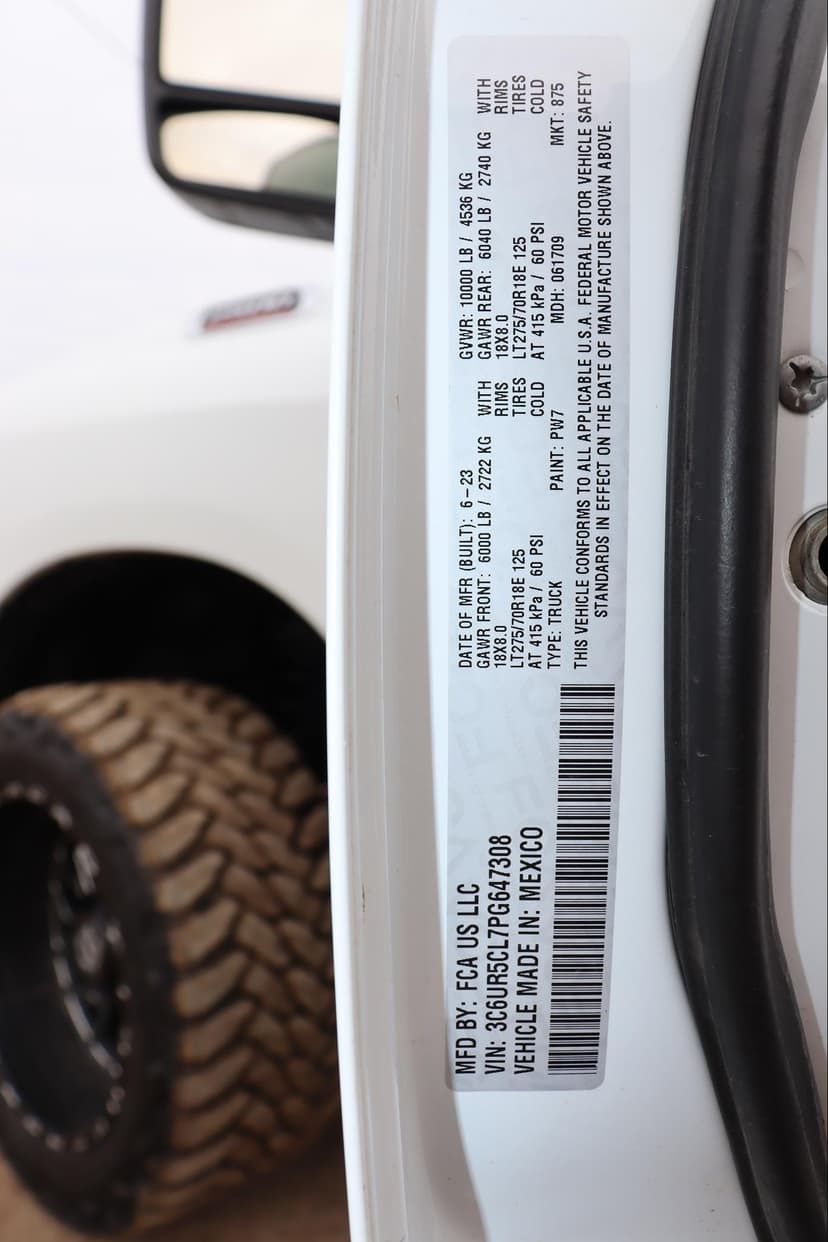 MFD BY: FCA US LLC
VIN: 3C6UR5CL7PG647308
VEHICLE MADE IN: MEXICO
DATE OF MFR (BUILT): 6-23 GVWR: 10000 LB / 4536 KG
GAWR FRONT: 6000 LB / 2722 KG WITH GAWR REAR: 6040 LB / 2740 KG WITH
18X8.0 RIMS 18X8.0 RIMS
LT275/70R18E 125 TIRES LT275/70R18E 125 TIRES
AT 415 kPa / 60 PSI COLD AT 415 kPa / 60 PSI COLD
TYPE: TRUCK PAINT: PW7 MDH: 061709 MKT: 875
THIS VEHICLE CONFORMS TO ALL APPLICABLE U.S.A. FEDERAL MOTOR VEHICLE SAFETY
STANDARDS IN EFFECT ON THE DATE OF MANUFACTURE SHOWN ABOVE.